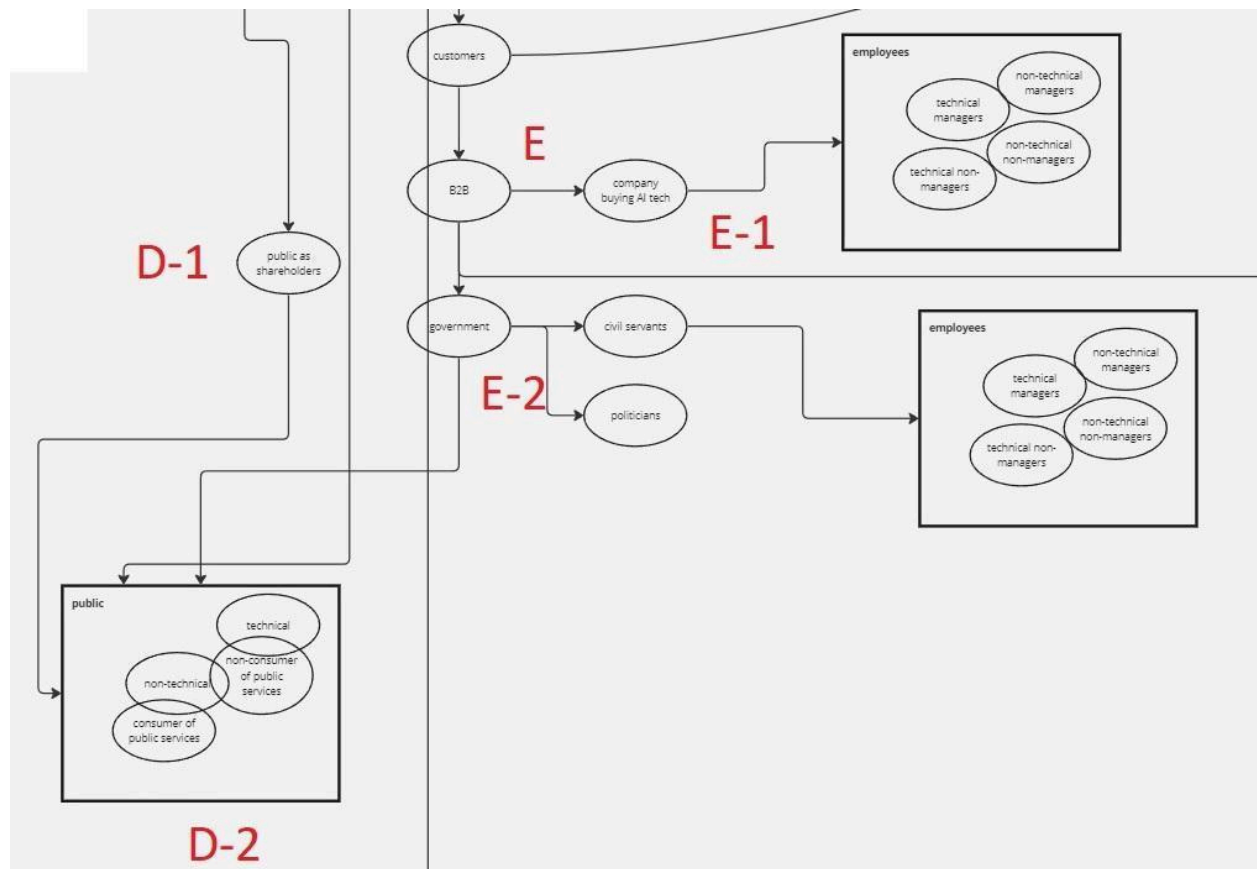 customers
employees
non-technical
managers
technical
managers
non-technical
non-managers
technical non-
managers
E
B2B
company
buying AI tech
E-1
D-1
public as
shareholders
government
civil servants
E-2
politicians
employees
non-technical
managers
technical
managers
non-technical
non-managers
technical non-
managers
public
technical
non-consumer
of public
services
non-technical
consumer of
public services
D-2